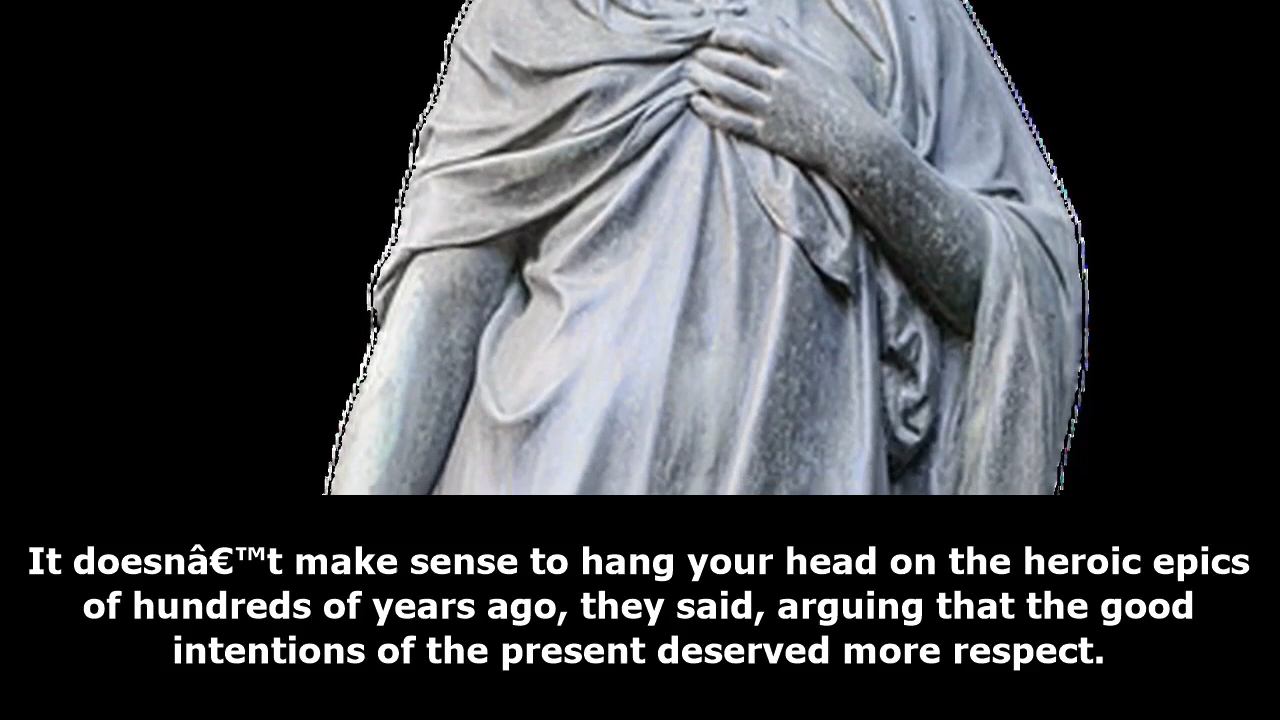 It doesnâ€™t make sense to hang your head on the heroic epics
of hundreds of years ago, they said, arguing that the good
intentions of the present deserved more respect.